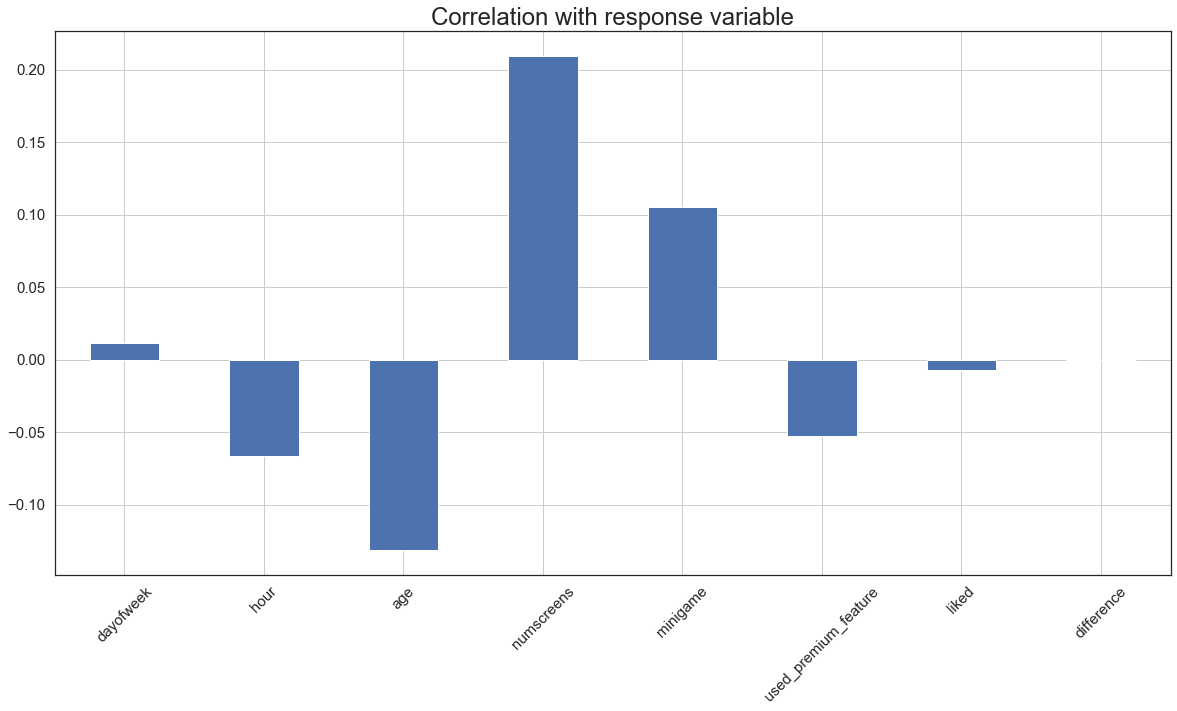 Correlation with response variable
0.20
0.15
0.10
0.05
0.00
−0.05
−0.10
dayofweek
hour
age
numscreens
minigame
used_premium_feature
liked
difference